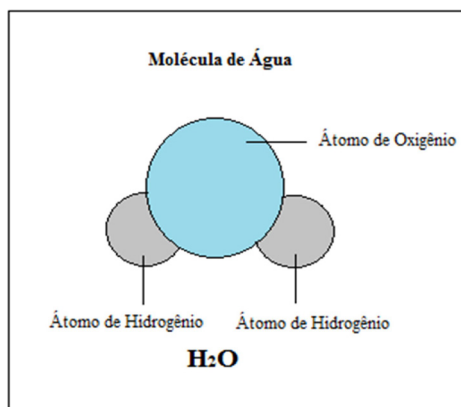 Molécula de Água
Átomo de Oxigênio
Átomo de Hidrogênio
Átomo de Hidrogênio
H₂O